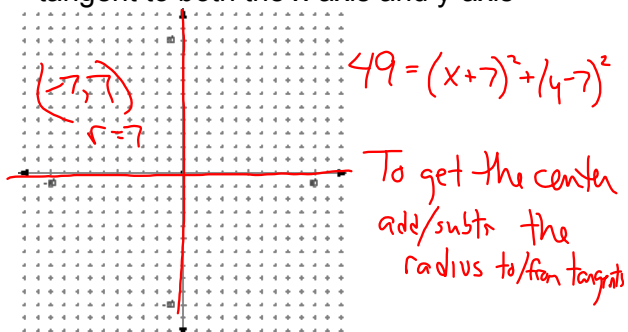 tangent to both the x-axis and y-axis
(-7, 7)
r = 7
49 = (x+7)² + (y-7)²
To get the center
add/subtr the
radius to/from tangents